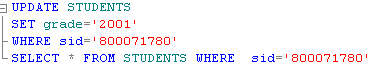 UPDATE STUDENTS
SET grade='2001'
WHERE sid='800071780'
SELECT * FROM STUDENTS WHERE  sid='800071780'